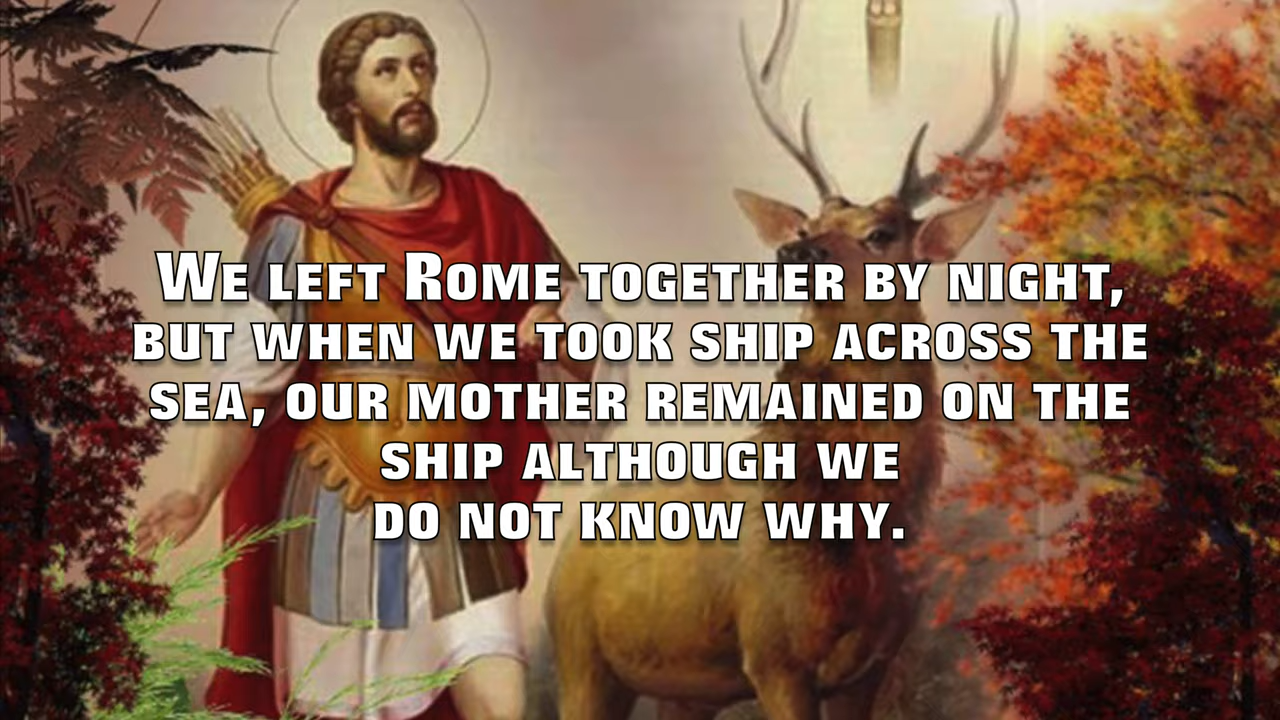 We left Rome together by night,
but when we took ship across the
sea, our mother remained on the
ship although we
do not know why.